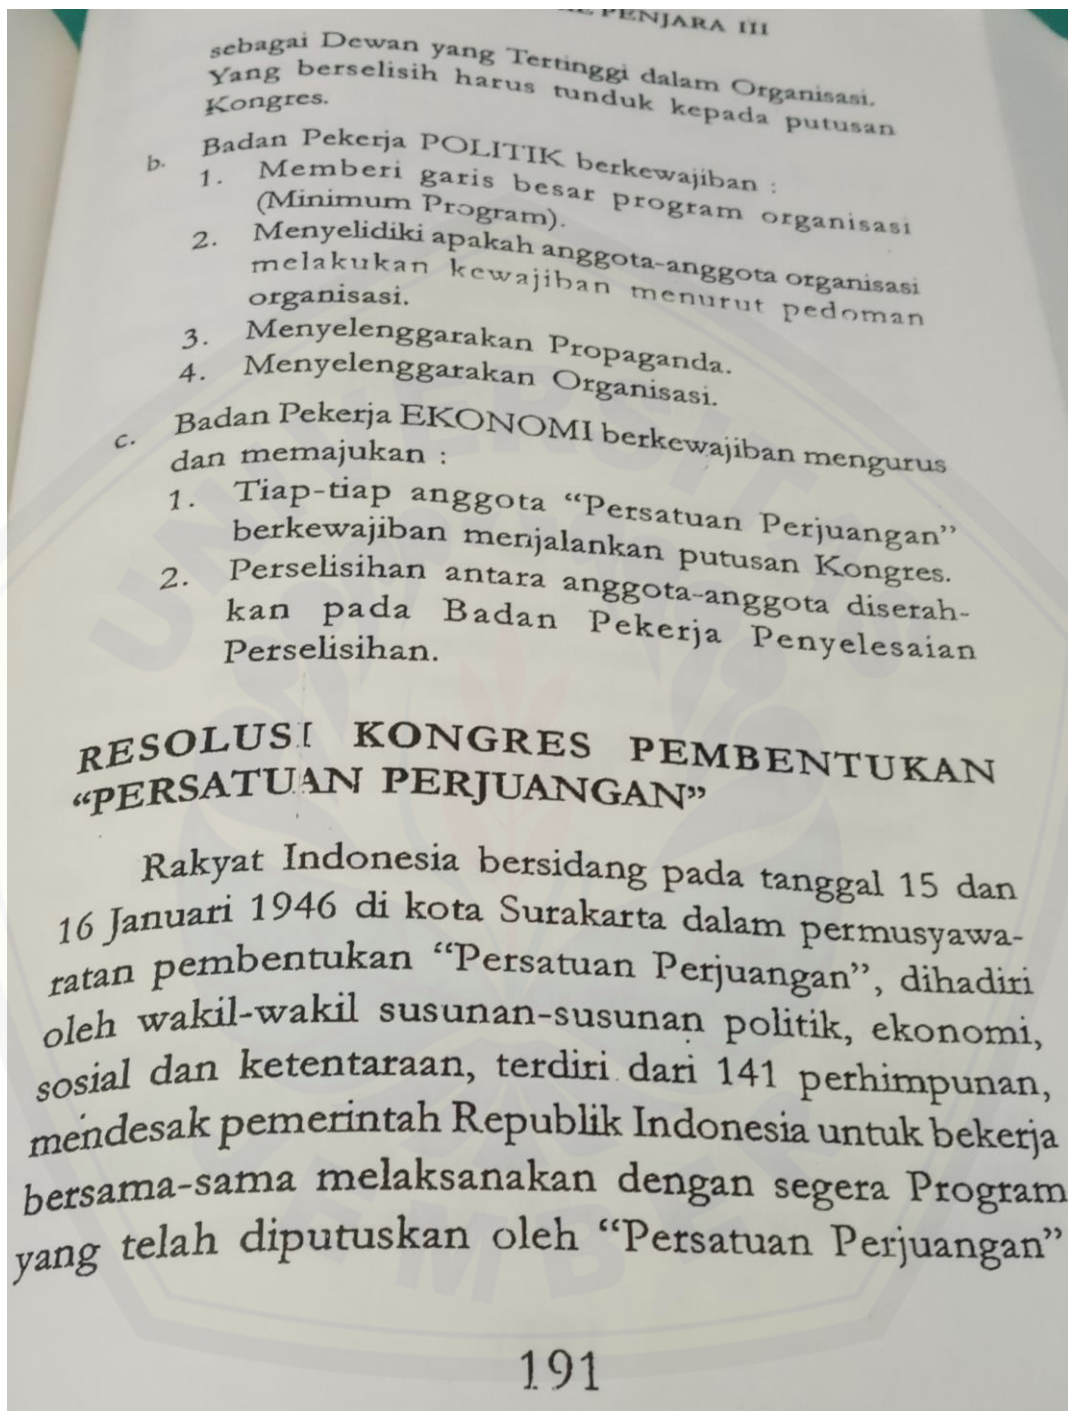 PENJARA III
sebagai Dewan yang Tertinggi dalam Organisasi.
Yang berselisih harus tunduk kepada putusan
Kongres.
b. Badan Pekerja POLITIK berkewajiban :
1. Memberi garis besar program organisasi
(Minimum Program).
2. Menyelidiki apakah anggota-anggota organisasi
melakukan kewajiban menurut pedoman
organisasi.
3. Menyelenggarakan Propaganda.
4. Menyelenggarakan Organisasi.
c. Badan Pekerja EKONOMI berkewajiban mengurus
dan memajukan :
1. Tiap-tiap anggota “Persatuan Perjuangan”
berkewajiban menjalankan putusan Kongres.
2. Perselisihan antara anggota-anggota diserah-
kan pada Badan Pekerja Penyelesaian
Perselisihan.
RESOLUSI KONGRES PEMBENTUKAN
“PERSATUAN PERJUANGAN”
Rakyat Indonesia bersidang pada tanggal 15 dan
16 Januari 1946 di kota Surakarta dalam permusyawa-
ratan pembentukan “Persatuan Perjuangan”, dihadiri
oleh wakil-wakil susunan-susunan politik, ekonomi,
sosial dan ketentaraan, terdiri dari 141 perhimpunan,
mendesak pemerintah Republik Indonesia untuk bekerja
bersama-sama melaksanakan dengan segera Program
yang telah diputuskan oleh “Persatuan Perjuangan”
191
UNIVERSITAS
JEMBER